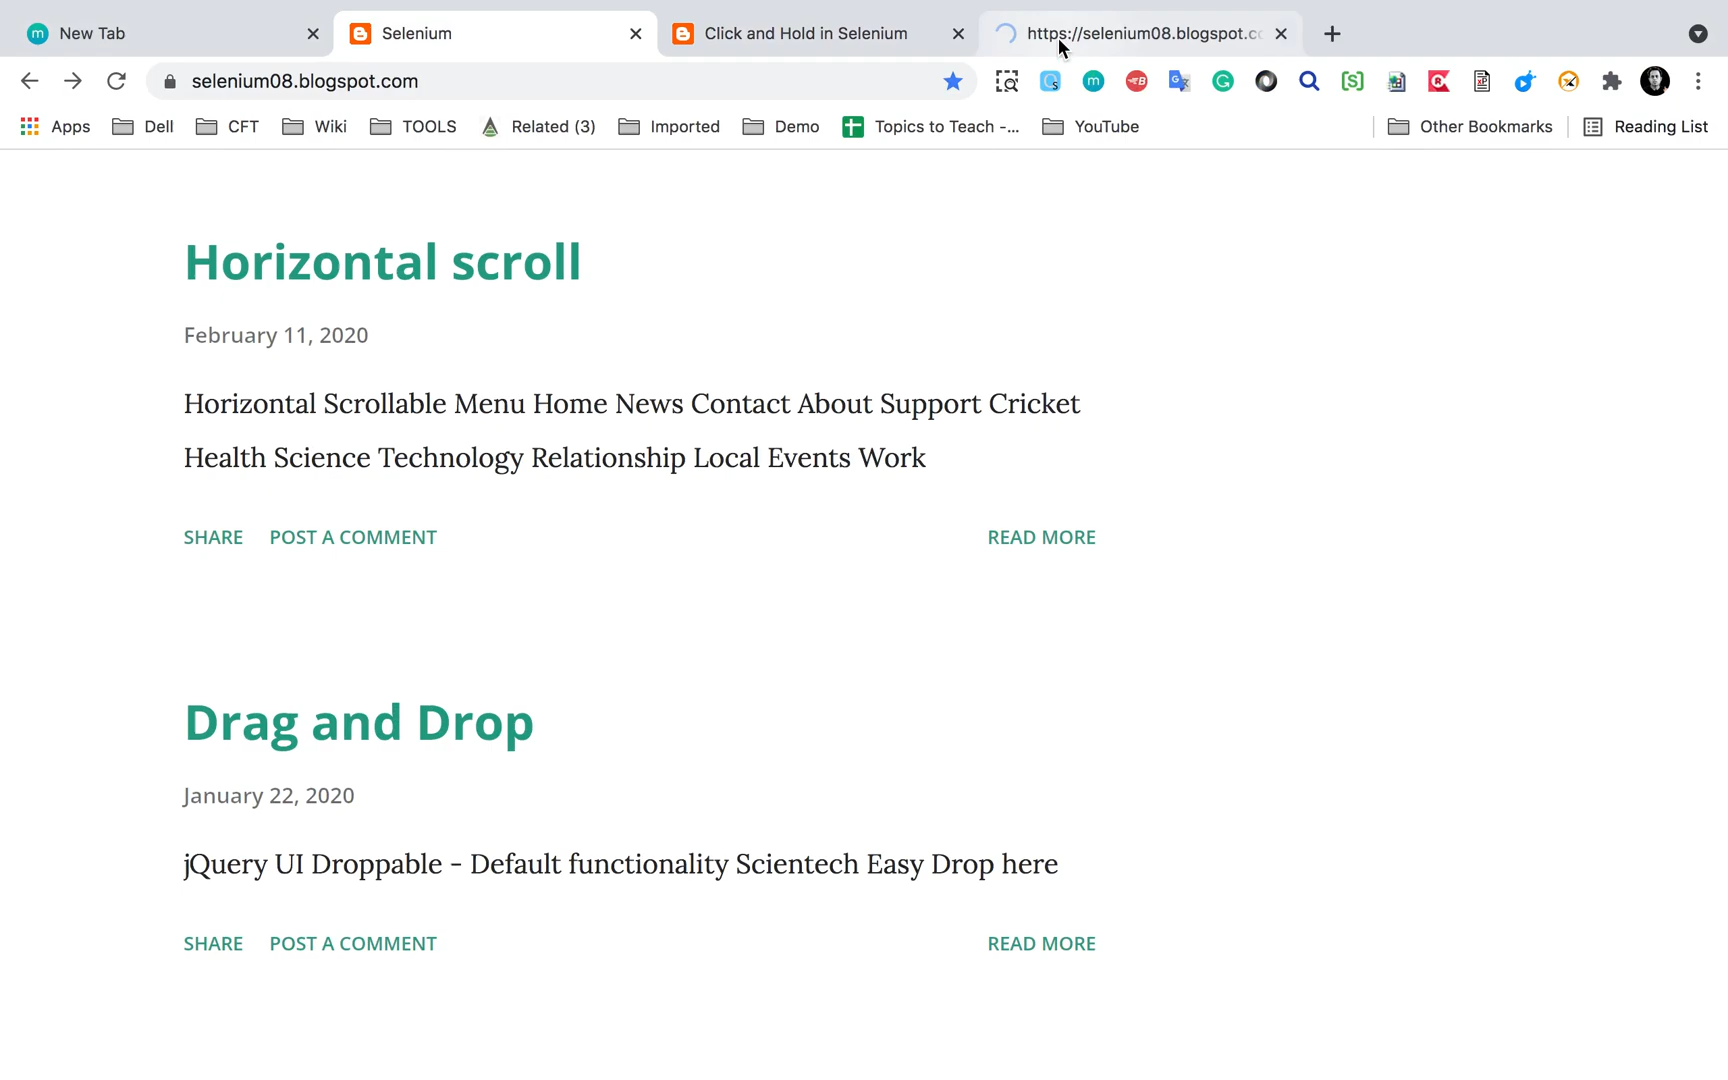 New Tab
Selenium
Click and Hold in Selenium
https://selenium08.blogspot.c
selenium08.blogspot.com
Apps
Dell
CFT
Wiki
TOOLS
Related (3)
Imported
Demo
Topics to Teach -...
YouTube
Other Bookmarks
Reading List
Horizontal scroll
February 11, 2020
Horizontal Scrollable Menu Home News Contact About Support Cricket
Health Science Technology Relationship Local Events Work
SHARE POST A COMMENT READ MORE
Drag and Drop
January 22, 2020
jQuery UI Droppable - Default functionality Scientech Easy Drop here
SHARE POST A COMMENT READ MORE